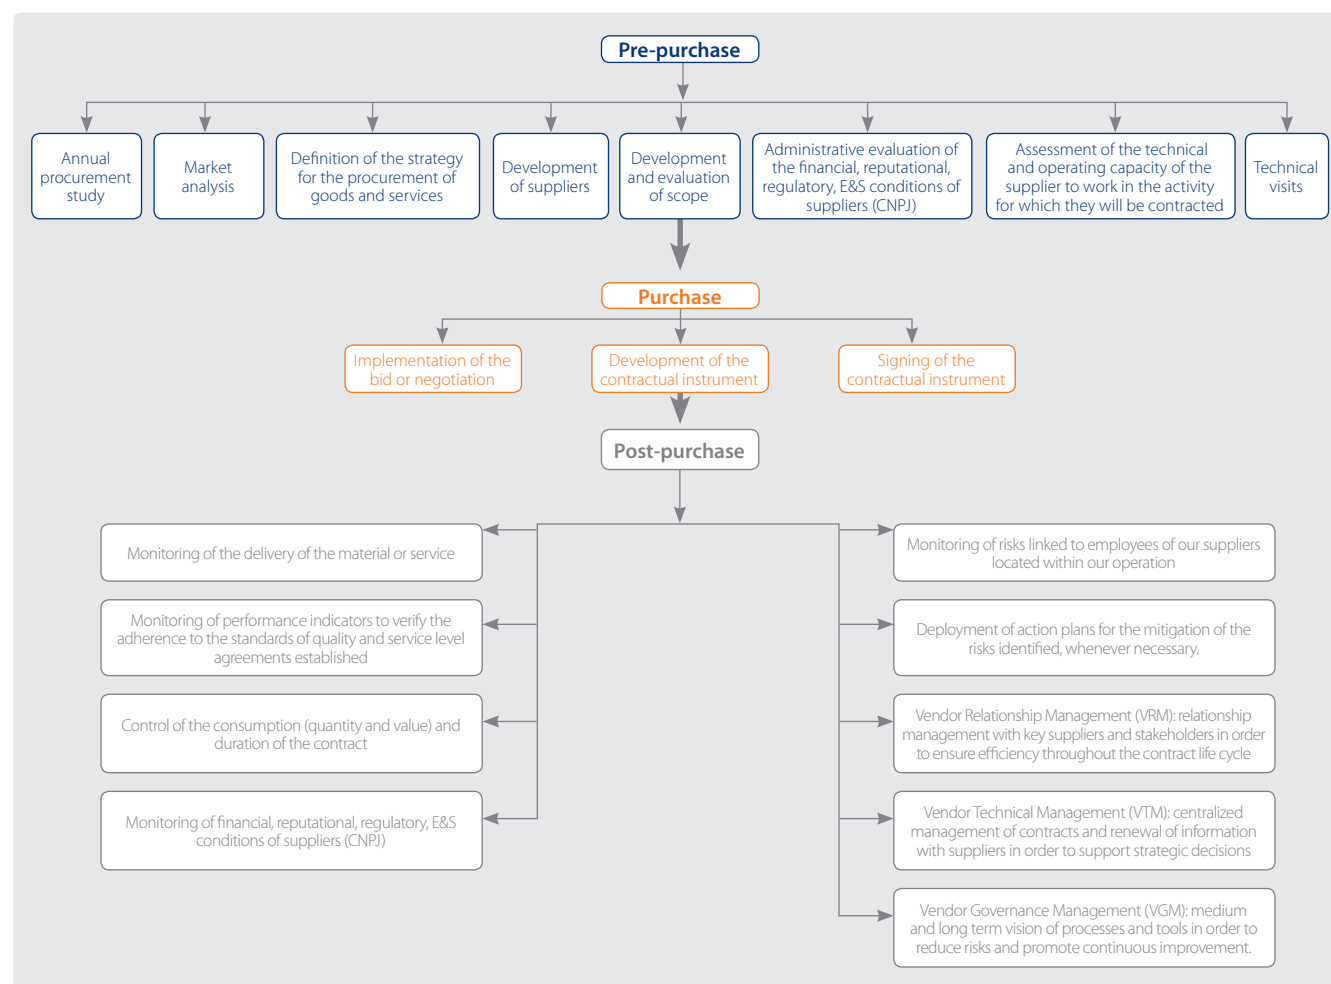 Pre-purchase
Annual
procurement
study
Market
analysis
Definition of the strategy
for the procurement of
goods and services
Development
of suppliers
Development
and evaluation
of scope
Administrative evaluation of
the financial, reputational,
regulatory, E&S conditions of
suppliers (CNPJ)
Assessment of the technical
and operating capacity of the
supplier to work in the activity
for which they will be contracted
Technical
visits
Purchase
Implementation of the
bid or negotiation
Development of the
contractual instrument
Signing of the
contractual instrument
Post-purchase
Monitoring of the delivery of the material or service
Monitoring of performance indicators to verify the
adherence to the standards of quality and service level
agreements established
Control of the consumption (quantity and value) and
duration of the contract
Monitoring of financial, reputational, regulatory, E&S
conditions of suppliers (CNPJ)
Monitoring of risks linked to employees of our suppliers
located within our operation
Deployment of action plans for the mitigation of the
risks identified, whenever necessary.
Vendor Relationship Management (VRM): relationship
management with key suppliers and stakeholders in order
to ensure efficiency throughout the contract life cycle
Vendor Technical Management (VTM): centralized
management of contracts and renewal of information
with suppliers in order to support strategic decisions
Vendor Governance Management (VGM): medium
and long term vision of processes and tools in order to
reduce risks and promote continuous improvement.